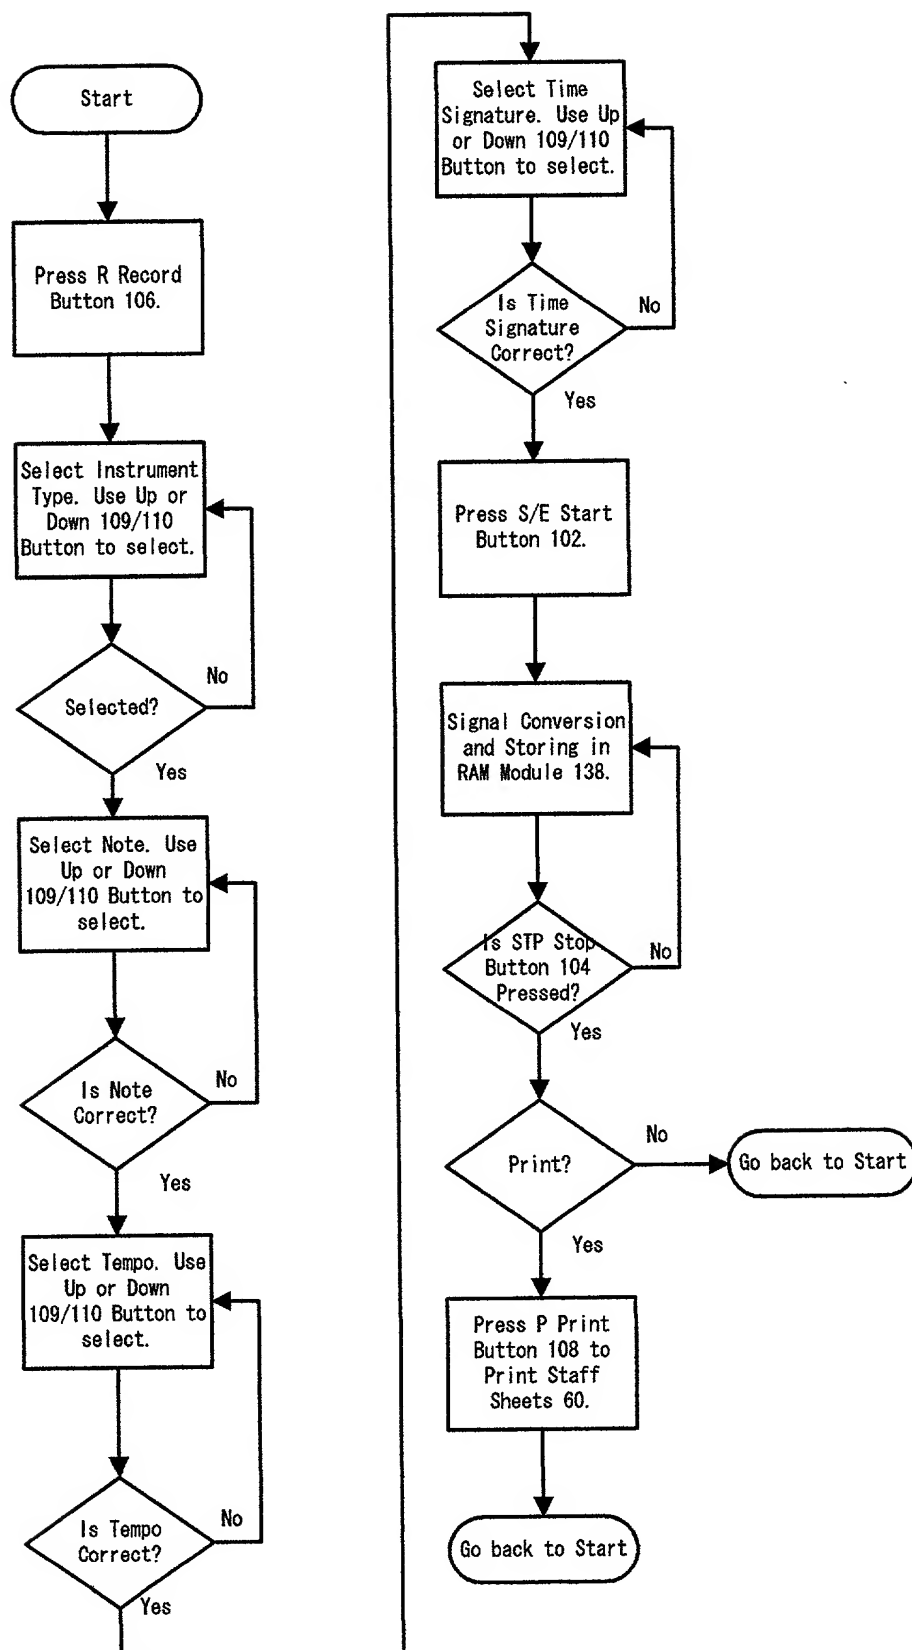 Start
Press R Record
Button 106.
Select Instrument
Type. Use Up or
Down 109/110
Button to select.
Selected?
No
Yes
Select Note. Use
Up or Down
109/110 Button to
select.
Is Note
Correct?
No
Yes
Select Tempo. Use
Up or Down
109/110 Button to
select.
Is Tempo
Correct?
No
Yes
Select Time
Signature. Use Up
or Down 109/110
Button to select.
Is Time
Signature
Correct?
No
Yes
Press S/E Start
Button 102.
Signal Conversion
and Storing in
RAM Module 138.
Is STP Stop
Button 104
Pressed?
No
Yes
Print?
No
Go back to Start
Yes
Press P Print
Button 108 to
Print Staff
Sheets 60.
Go back to Start